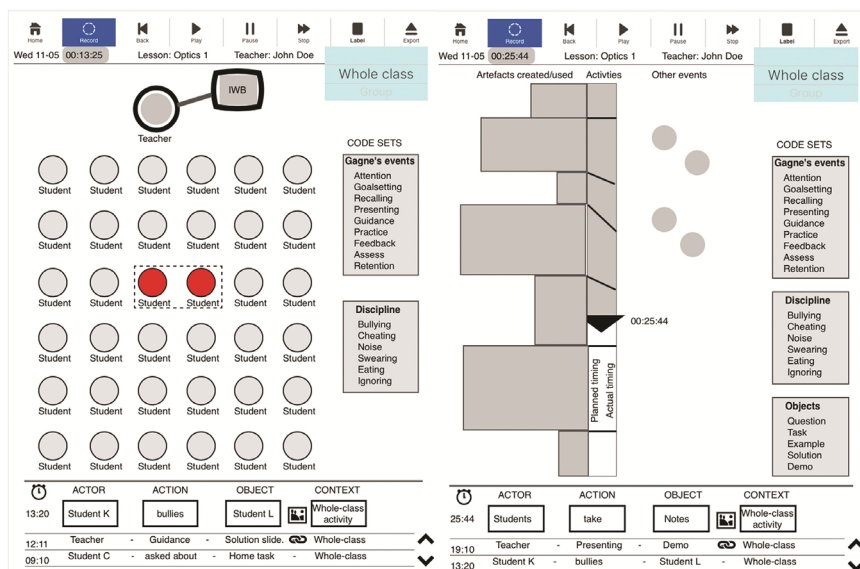 Home Record Back Play Pause Stop Label Export
Wed 11-05 00:13:25 Lesson: Optics 1 Teacher: John Doe
Whole class
Group
IWB
Teacher
Student Student Student Student Student Student
Student Student Student Student Student Student
Student Student Student Student Student Student
Student Student Student Student Student Student
Student Student Student Student Student Student
Student Student Student Student Student Student
CODE SETS
Gagne's events
Attention
Goalsetting
Recalling
Presenting
Guidance
Practice
Feedback
Assess
Retention
Discipline
Bullying
Cheating
Noise
Swearing
Eating
Ignoring
ACTOR ACTION OBJECT CONTEXT
13:20 Student K bullies Student L Whole-class
activity
12:11 Teacher - Guidance - Solution slide. Whole-class
09:10 Student C - asked about - Home task - Whole-class
Home Record Back Play Pause Stop Label Export
Wed 11-05 00:25:44 Lesson: Optics 1 Teacher: John Doe
Whole class
Group
Artefacts created/used Activties Other events
00:25:44
Planned timing
Actual timing
CODE SETS
Gagne's events
Attention
Goalsetting
Recalling
Presenting
Guidance
Practice
Feedback
Assess
Retention
Discipline
Bullying
Cheating
Noise
Swearing
Eating
Ignoring
Objects
Question
Task
Example
Solution
Demo
ACTOR ACTION OBJECT CONTEXT
25:44 Students take Notes Whole-class
activity
19:10 Teacher - Presenting - Demo Whole-class
13:20 Student K - bullies - Student L - Whole-class